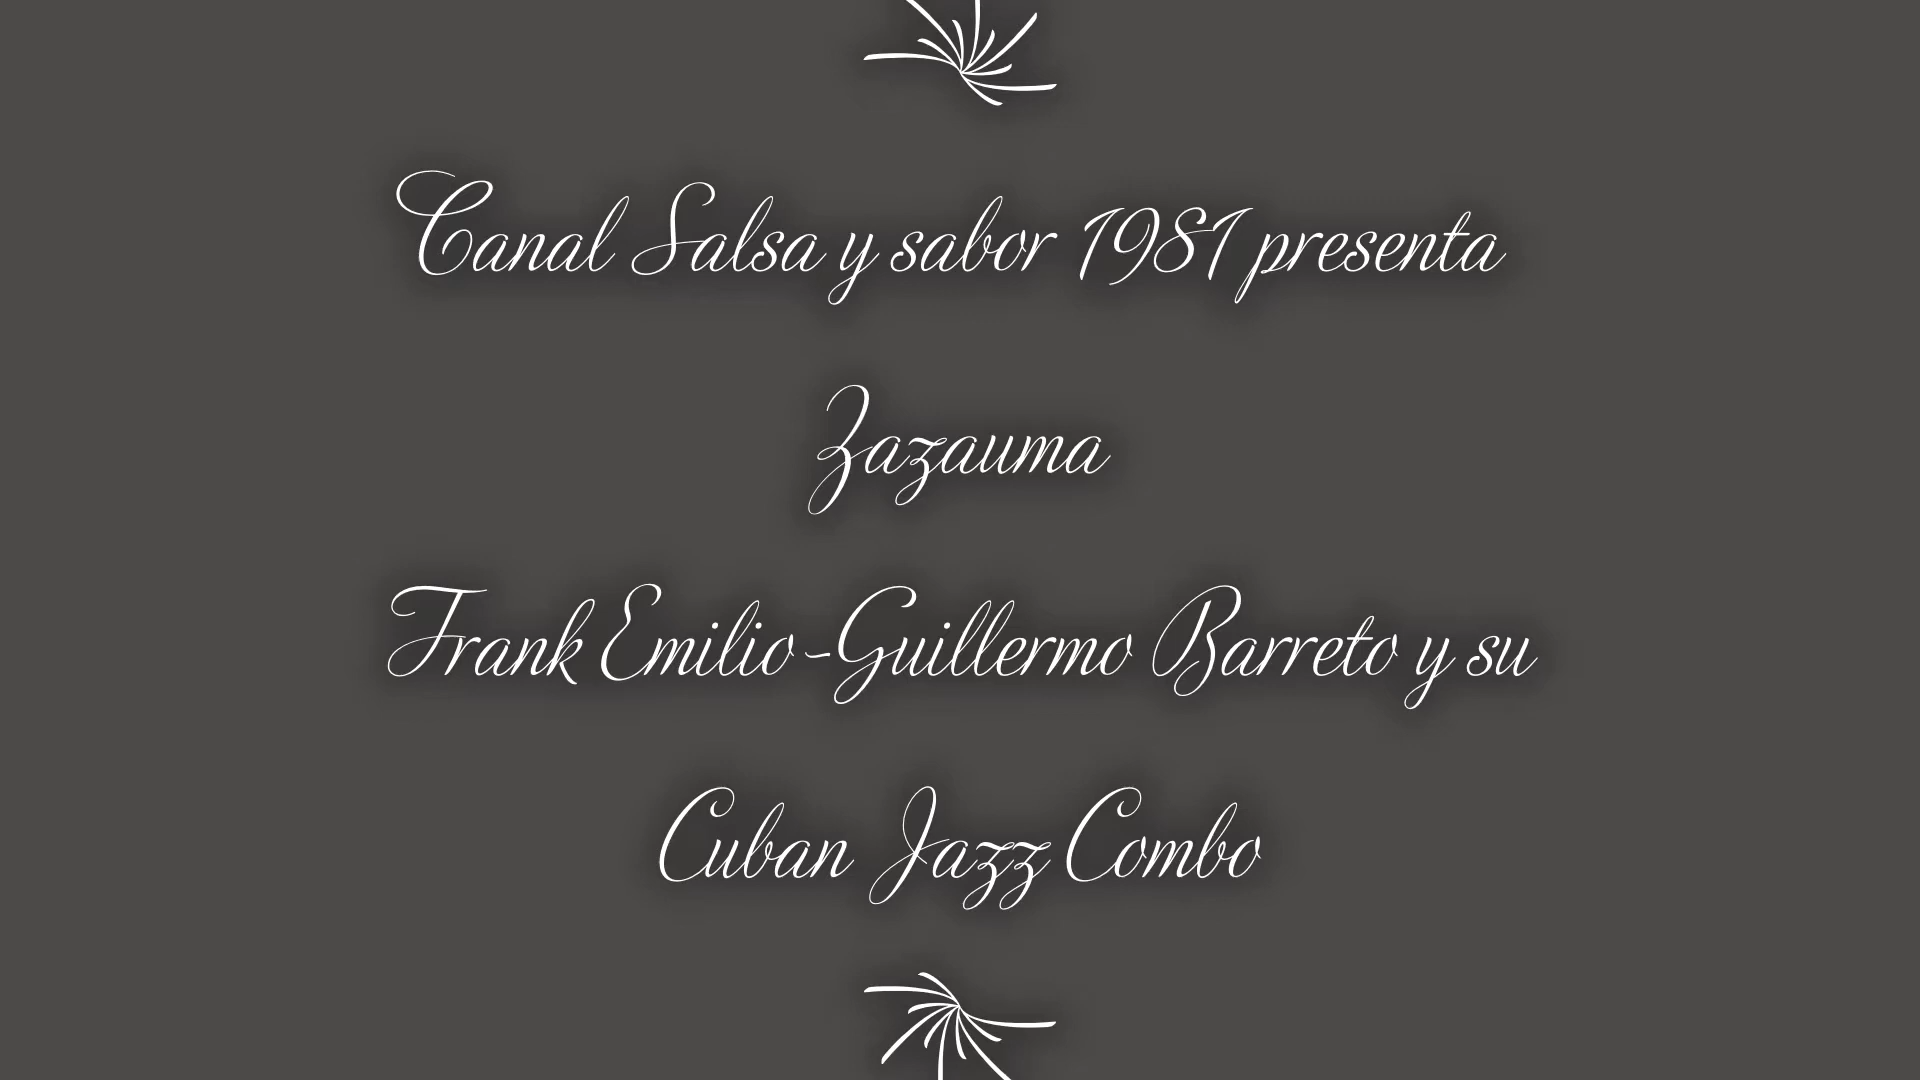 Canal Salsa y sabor 1981 presenta
Zazauma
Frank Emilio-Guillermo Barreto y su
Cuban Jazz Combo